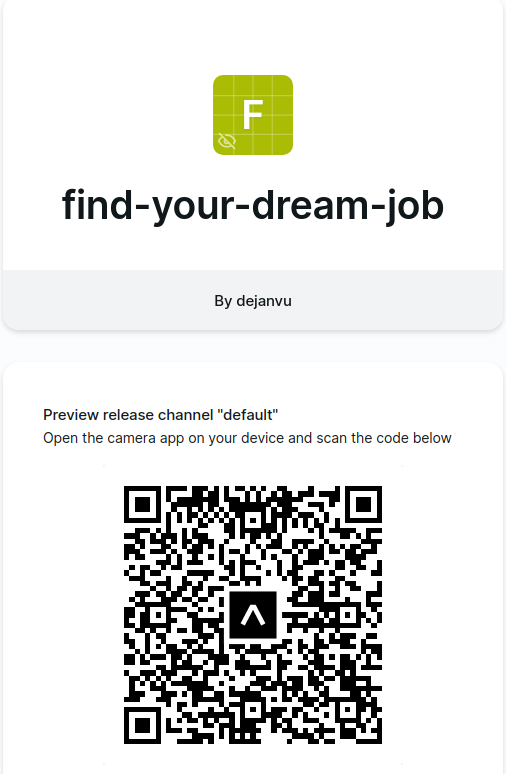 F
find-your-dream-job
By dejanvu
Preview release channel "default"
Open the camera app on your device and scan the code below